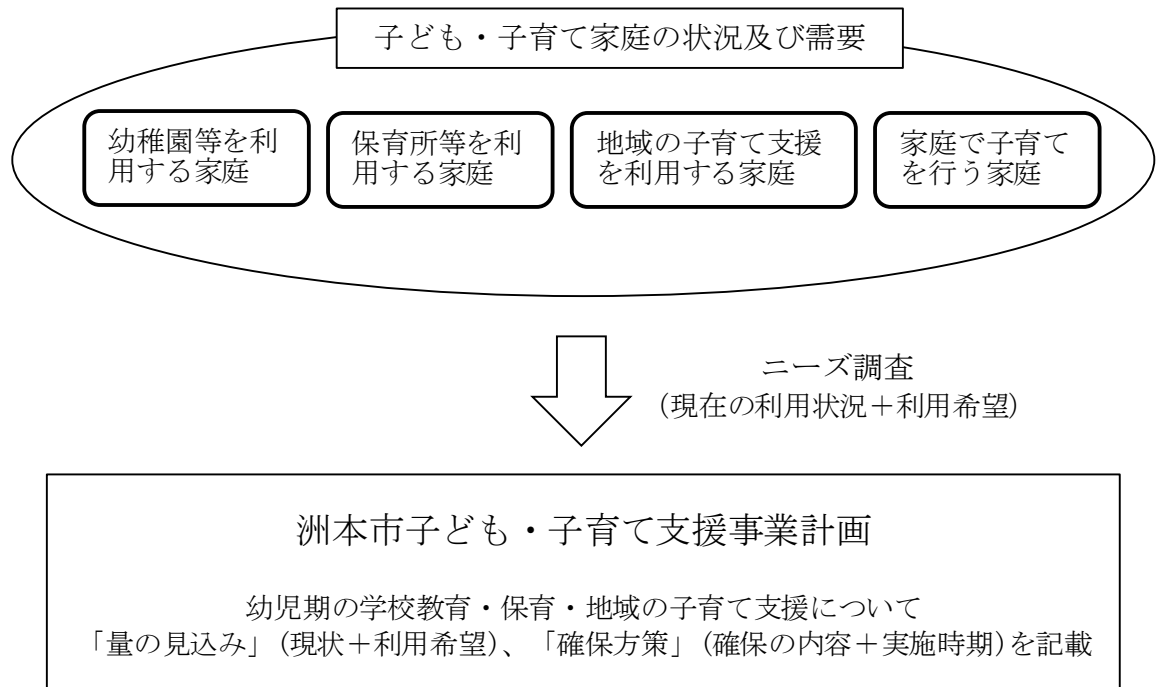 子ども・子育て家庭の状況及び需要
幼稚園等を利
用する家庭
保育所等を利
用する家庭
地域の子育て支援
を利用する家庭
家庭で子育て
を行う家庭
ニーズ調査
(現在の利用状況＋利用希望)
洲本市子ども・子育て支援事業計画
幼児期の学校教育・保育・地域の子育て支援について
「量の見込み」(現状＋利用希望)、「確保方策」(確保の内容＋実施時期)を記載